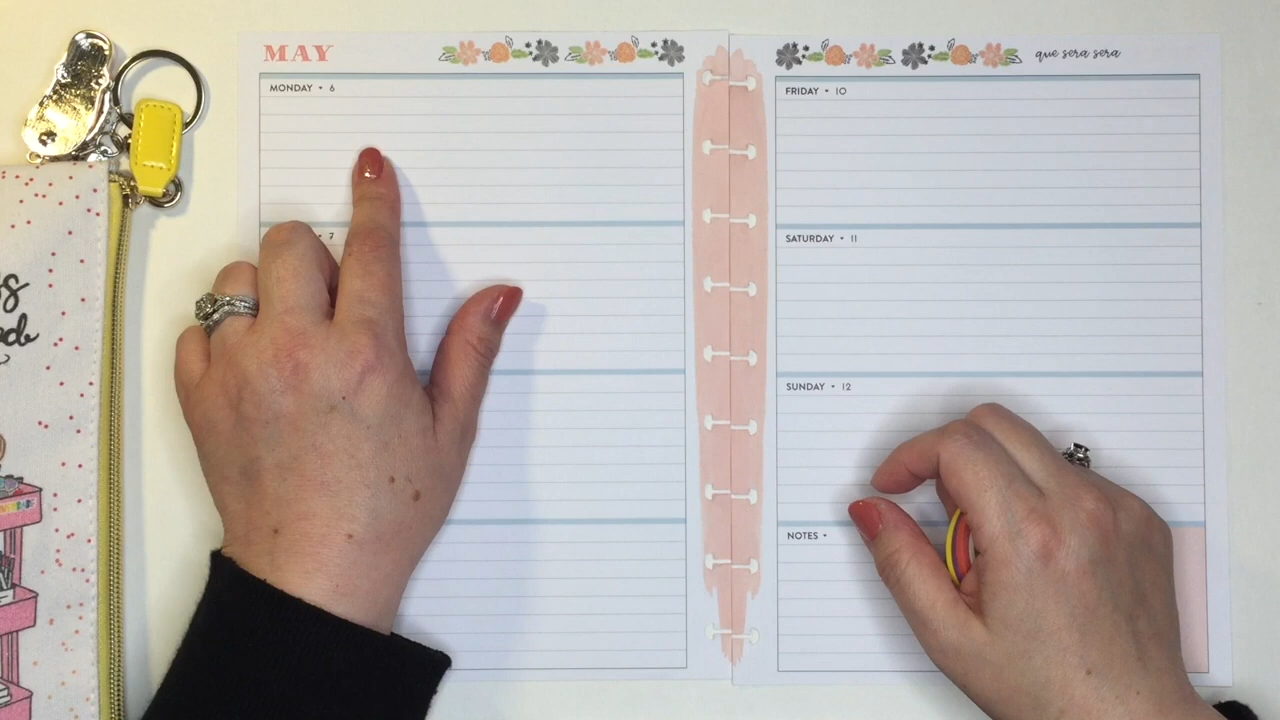 MAY
MONDAY • 6
• 7
que sera sera
FRIDAY • 10
SATURDAY • 11
SUNDAY • 12
NOTES •